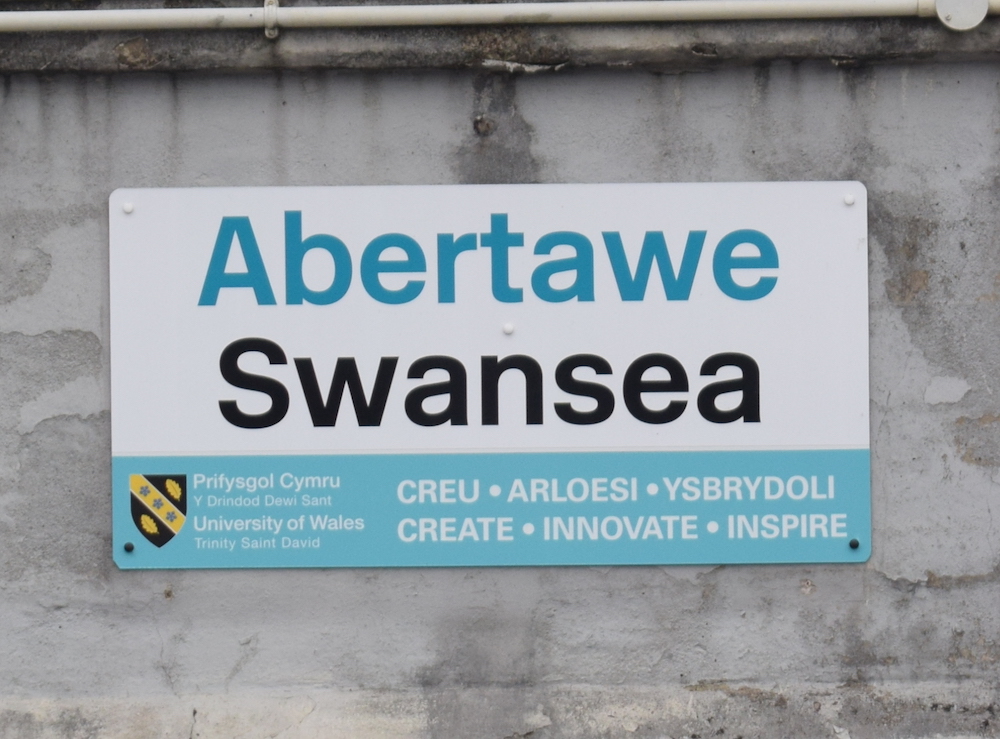 Abertawe
Swansea
Prifysgol Cymru
Y Drindod Dewi Sant
University of Wales
Trinity Saint David
CREU • ARLOESI • YSBRYDOLI
CREATE • INNOVATE • INSPIRE